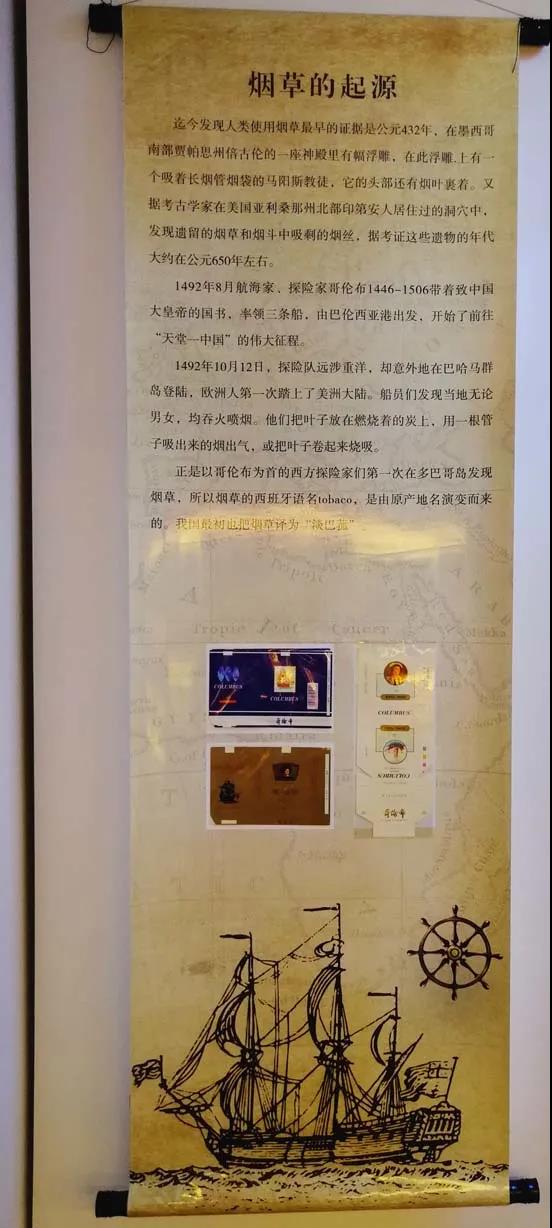 烟草的起源
迄今发现人类使用烟草最早的证据是公元432年，在墨西哥
南部贾帕思州倍古伦的一座神殿里有幅浮雕，在此浮雕.上有一
个吸着长烟管烟袋的马阳斯教徒，它的头部还有烟叶裹着。又
据考古学家在美国亚利桑那州北部印第安人居住过的洞穴中，
发现遗留的烟草和烟斗中吸剩的烟丝，据考证这些遗物的年代
大约在公元650年左右。
1492年8月航海家、探险家哥伦布1446-1506带着致中国
大皇帝的国书，率领三条船，由巴伦西亚港出发，开始了前往
“天堂一中国”的伟大征程。
1492年10月12日，探险队远涉重洋，却意外地在巴哈马群
岛登陆，欧洲人第一次踏上了美洲大陆。船员们发现当地无论
男女，均吞火喷烟。他们把叶子放在燃烧着的炭上，用一根管
子吸出来的烟出气，或把叶子卷起来烧吸。
正是以哥伦布为首的西方探险家们第一次在多巴哥岛发现
烟草，所以烟草的西班牙语名tobaco，是由原产地名演变而来
的。我国最初也把烟草译为“淡巴菰”
Tropic of Cancer
Mekka
COLUMBUS
COLUMBUS
COLUMBUS
COLUMBUS